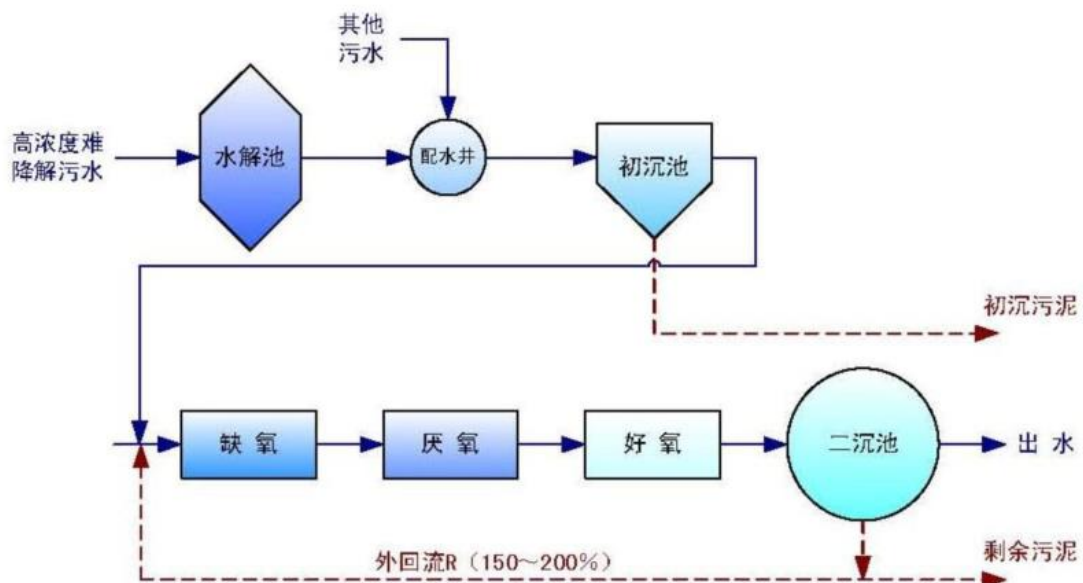 其他
污水
高浓度难
降解污水
水解池
配水井
初沉池
初沉污泥
缺氧
厌氧
好氧
二沉池
出水
外回流R（150～200％）
剩余污泥